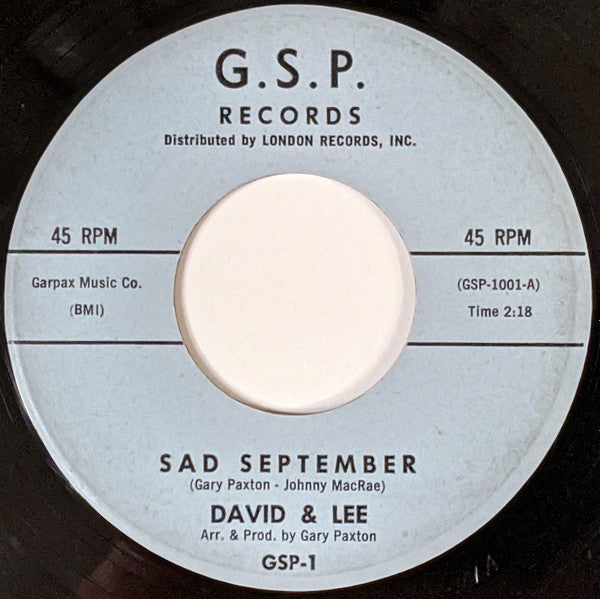 G.S.P.
RECORDS
Distributed by LONDON RECORDS, INC.
45 RPM
45 RPM
Garpax Music Co.
(BMI)
(GSP-1001-A)
Time 2:18
SAD SEPTEMBER
(Gary Paxton - Johnny MacRae)
DAVID & LEE
Arr. & Prod. by Gary Paxton
GSP-1